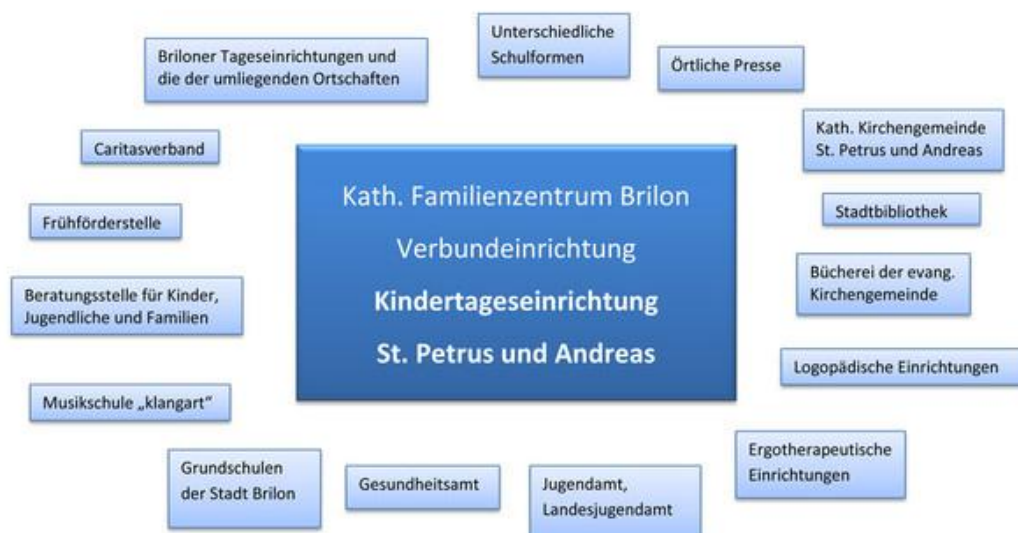 Unterschiedliche
Schulformen
Briloner Tageseinrichtungen und
die der umliegenden Ortschaften
Örtliche Presse
Kath. Kirchengemeinde
St. Petrus und Andreas
Caritasverband
Kath. Familienzentrum Brilon
Verbundeinrichtung
Kindertageseinrichtung
St. Petrus und Andreas
Stadtbibliothek
Frühförderstelle
Bücherei der evang.
Kirchengemeinde
Beratungsstelle für Kinder,
Jugendliche und Familien
Logopädische Einrichtungen
Musikschule „klangart“
Ergotherapeutische
Einrichtungen
Grundschulen
der Stadt Brilon
Gesundheitsamt
Jugendamt,
Landesjugendamt